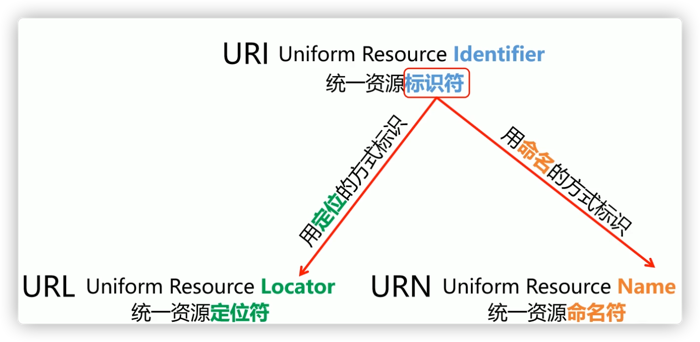 URI Uniform Resource Identifier
统一资源标识符
用定位的方式标识
用命名的方式标识
URL Uniform Resource Locator
统一资源定位符
URN Uniform Resource Name
统一资源命名符